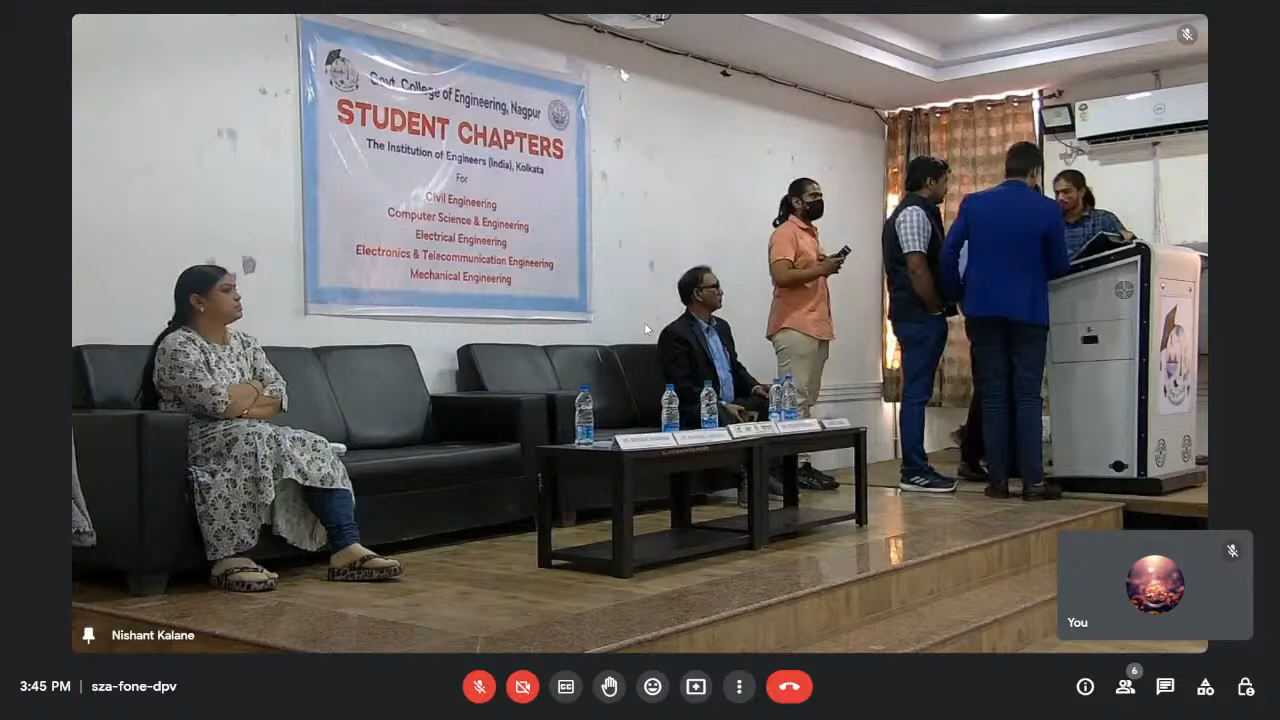 Govt. College of Engineering, Nagpur
STUDENT CHAPTERS
The Institution of Engineers (India), Kolkata
For
Civil Engineering
Computer Science & Engineering
Electrical Engineering
Electronics & Telecommunication Engineering
Mechanical Engineering
Nishant Kalane
You
3:45 PM | sza-fone-dpv
6